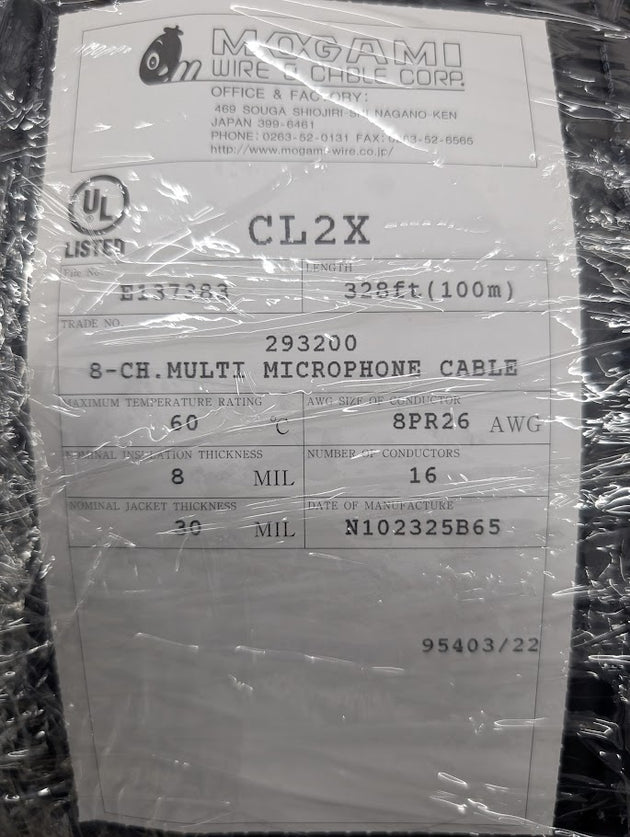 MOGAMI
WIRE & CABLE CORP.
OFFICE & FACTORY:
469 SOUGA SHIOJIRI-SHI NAGANO-KEN
JAPAN 399-6461
PHONE: 0263-52-0131 FAX: 0263-52-6565
http://www.mogami-wire.co.jp/
UL
LISTED
CL2X
File No.
E137383
LENGTH
328ft(100m)
TRADE NO.
293200
8-CH.MULTI MICROPHONE CABLE
MAXIMUM TEMPERATURE RATING
60 °C
AWG SIZE OF CONDUCTOR
8PR26 AWG
NOMINAL INSULATION THICKNESS
8 MIL
NUMBER OF CONDUCTORS
16
NOMINAL JACKET THICKNESS
30 MIL
DATE OF MANUFACTURE
N102325B65
95403/22